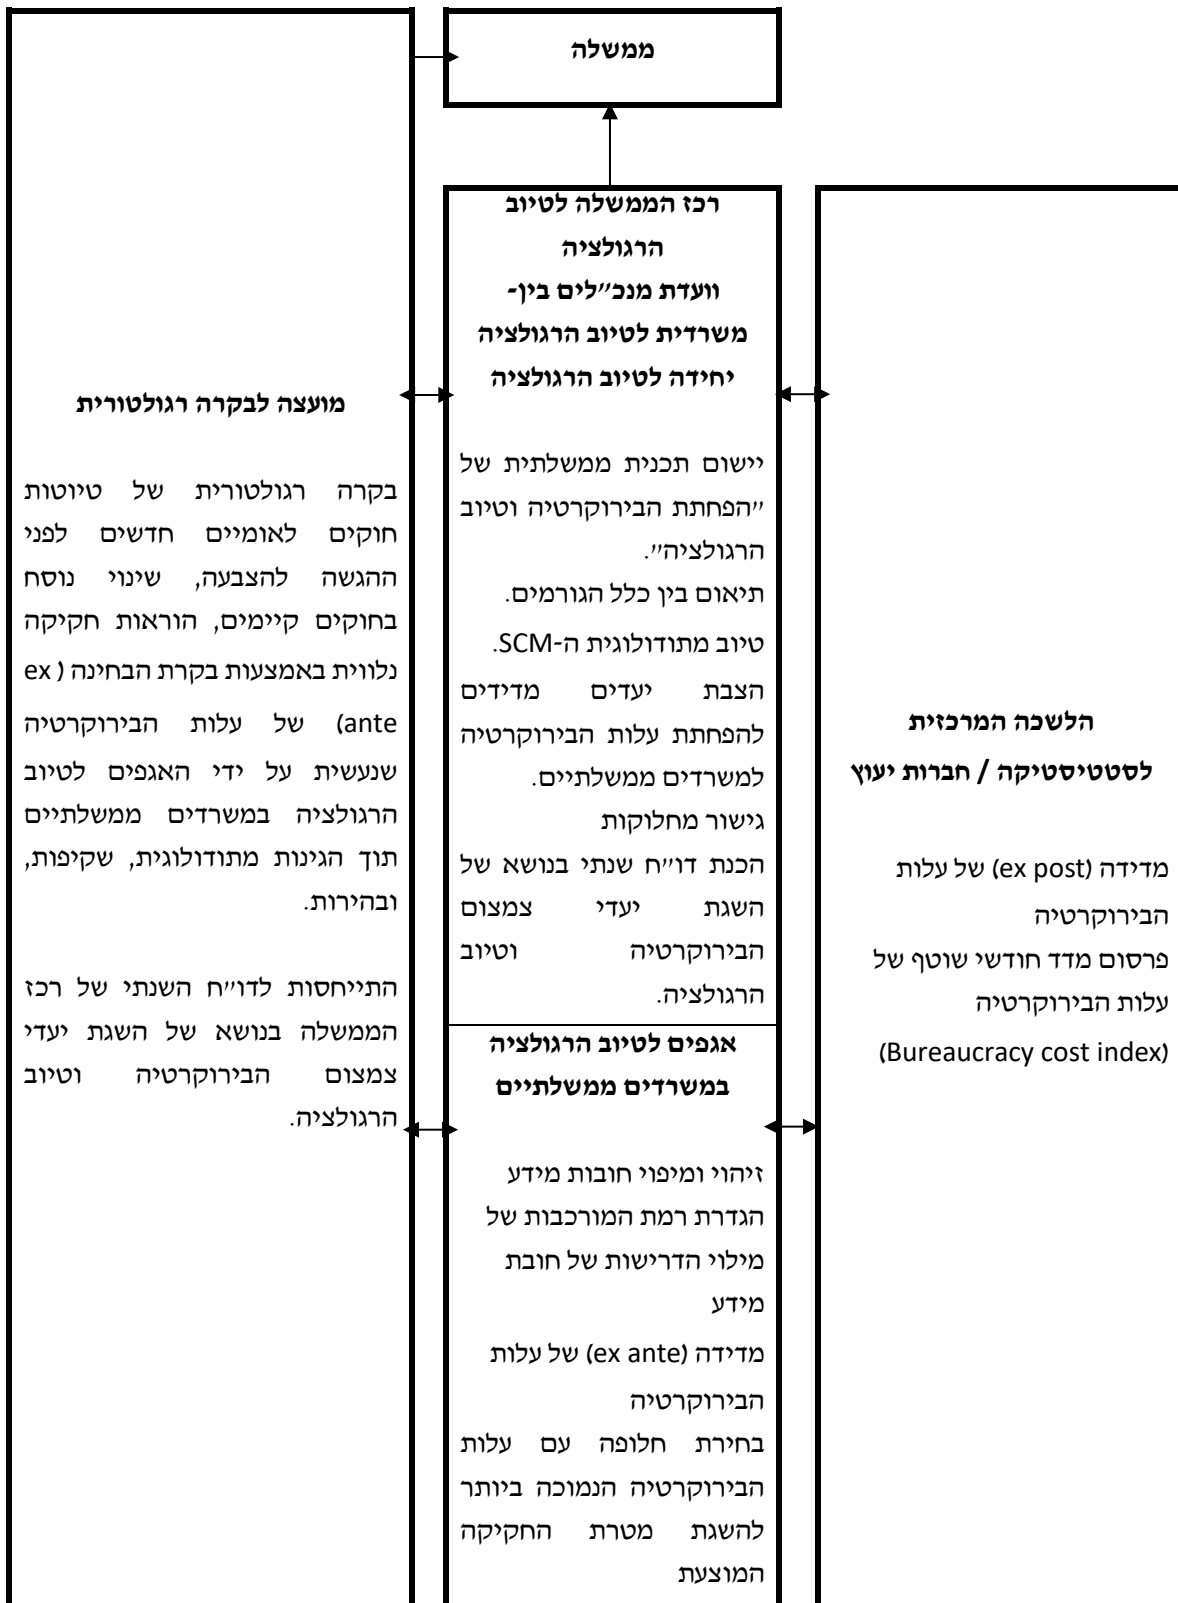 ממשלה
רכז הממשלה לטיוב
הרגולציה
וועדת מנכ״לים בין-
משרדית לטיוב הרגולציה
יחידה לטיוב הרגולציה
יישום תכנית ממשלתית של
״הפחתת הבירוקרטיה וטיוב
הרגולציה״.
תיאום בין כלל הגורמים.
טיוב מתודולוגית ה-SCM.
הצבת יעדים מדידים
להפחתת עלות הבירוקרטיה
למשרדים ממשלתיים.
גישור מחלוקות
הכנת דו״ח שנתי בנושא של
השגת יעדי צמצום
הבירוקרטיה וטיוב
הרגולציה.
אגפים לטיוב הרגולציה
במשרדים ממשלתיים
זיהוי ומיפוי חובות מידע
הגדרת רמת המורכבות של
מילוי הדרישות של חובת
מידע
מדידה (ex ante) של עלות
הבירוקרטיה
בחירת חלופה עם עלות
הבירוקרטיה הנמוכה ביותר
להשגת מטרת החקיקה
המוצעת
הלשכה המרכזית
לסטטיסטיקה / חברות יעוץ
מדידה (ex post) של עלות
הבירוקרטיה
פרסום מדד חודשי שוטף של
עלות הבירוקרטיה
(Bureaucracy cost index)
מועצה לבקרה רגולטורית
בקרה רגולטורית של טיוטות
חוקים לאומיים חדשים לפני
ההגשה להצבעה, שינוי נוסח
בחוקים קיימים, הוראות חקיקה
נלווית באמצעות בקרת הבחינה (ex
ante) של עלות הבירוקרטיה
שנעשית על ידי האגפים לטיוב
הרגולציה במשרדים ממשלתיים
תוך הגינות מתודולוגית, שקיפות,
ובהירות.
התייחסות לדו״ח השנתי של רכז
הממשלה בנושא של השגת יעדי
צמצום הבירוקרטיה וטיוב
הרגולציה.